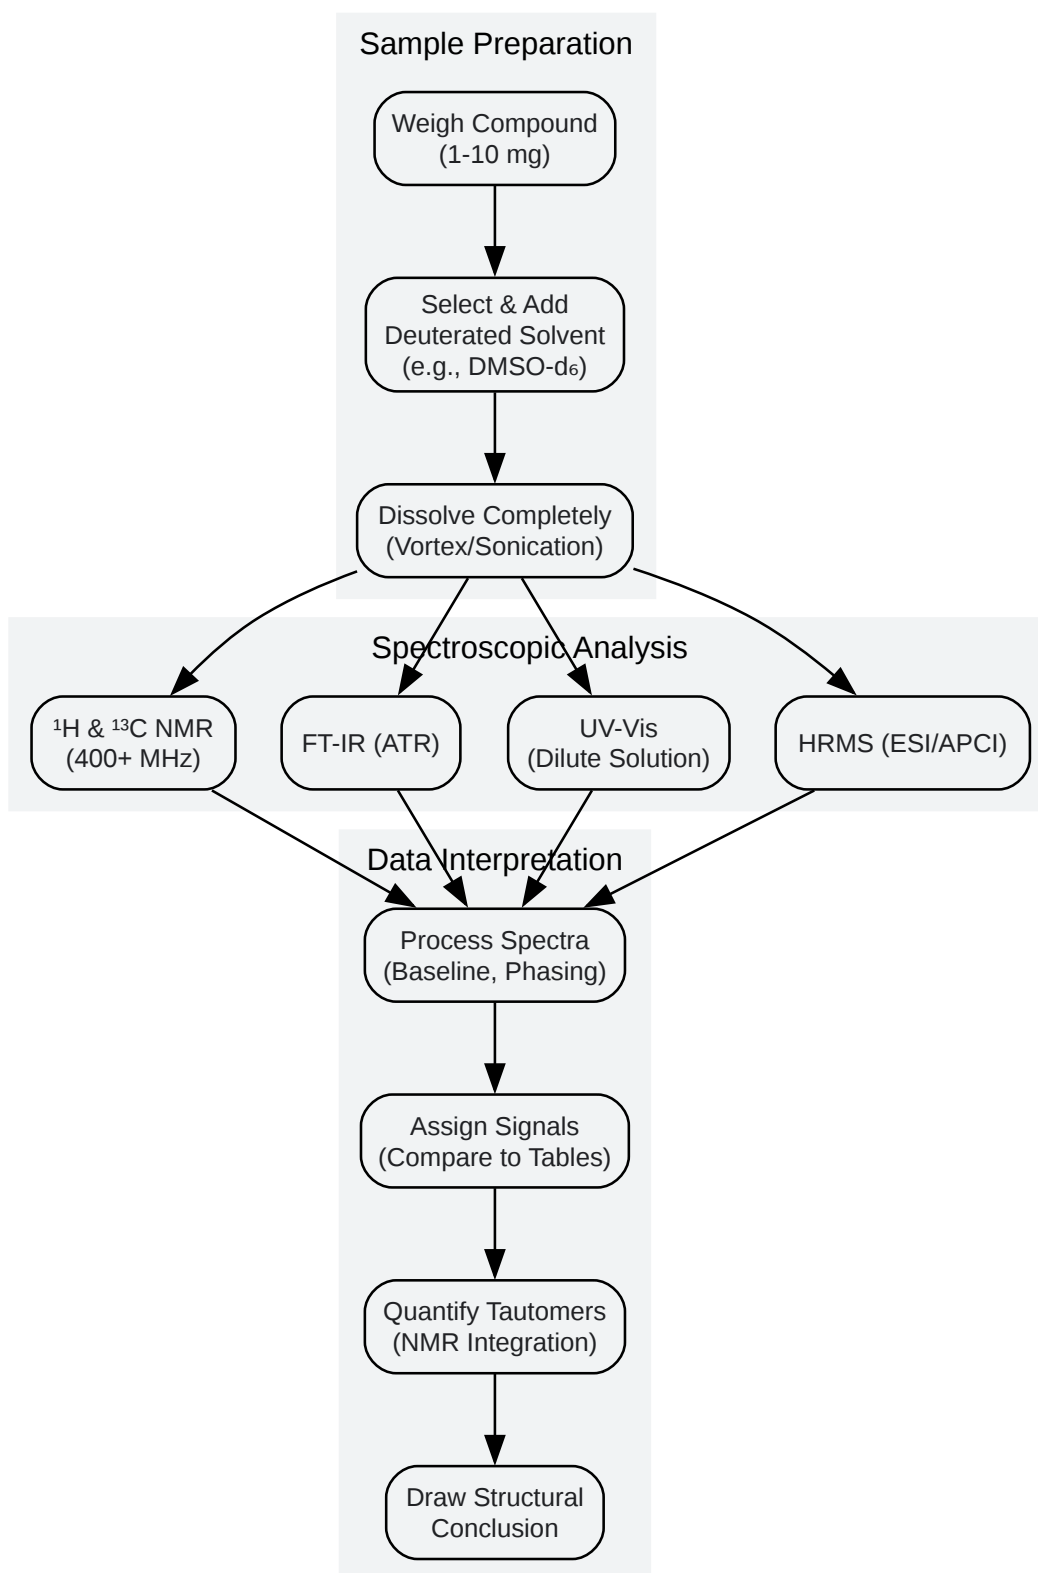 Sample Preparation
Weigh Compound
(1-10 mg)
Select & Add
Deuterated Solvent
(e.g., DMSO-d₆)
Dissolve Completely
(Vortex/Sonication)
Spectroscopic Analysis
¹H & ¹³C NMR
(400+ MHz)
FT-IR (ATR)
UV-Vis
(Dilute Solution)
HRMS (ESI/APCI)
Data Interpretation
Process Spectra
(Baseline, Phasing)
Assign Signals
(Compare to Tables)
Quantify Tautomers
(NMR Integration)
Draw Structural
Conclusion